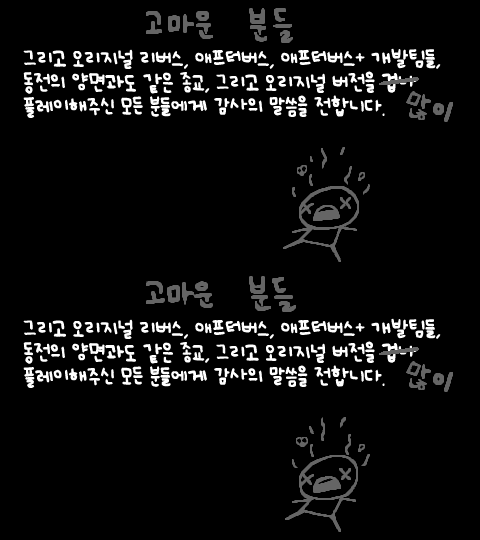 고마운 분들
그리고 오리지널 리버스, 애프터버스, 애프터버스+ 개발팀들,
동전의 양면과도 같은 종교, 그리고 오리지널 버전을 겁나
플레이해주신 모든 분들에게 감사의 말씀을 전합니다. 많이
고마운 분들
그리고 오리지널 리버스, 애프터버스, 애프터버스+ 개발팀들,
동전의 양면과도 같은 종교, 그리고 오리지널 버전을 겁나
플레이해주신 모든 분들에게 감사의 말씀을 전합니다. 많이